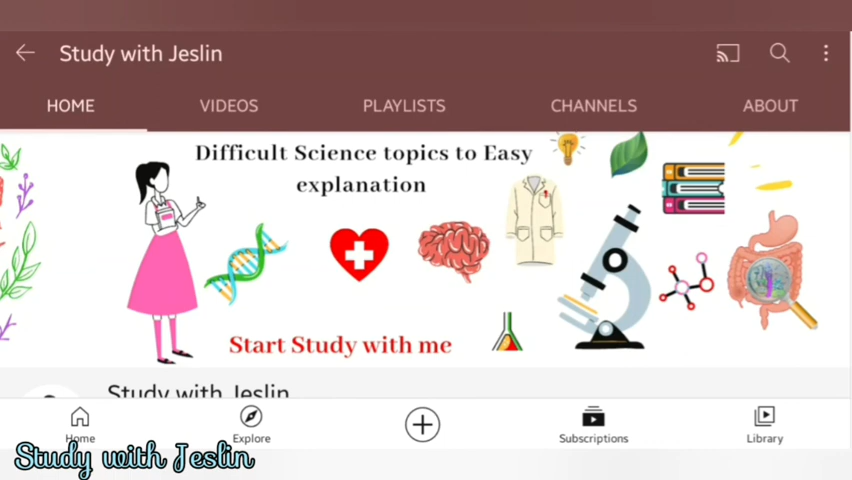 Study with Jeslin
HOME VIDEOS PLAYLISTS CHANNELS ABOUT
Difficult Science topics to Easy
explanation
Start Study with me
Study with Jeslin
Home Explore Subscriptions Library
Study with Jeslin